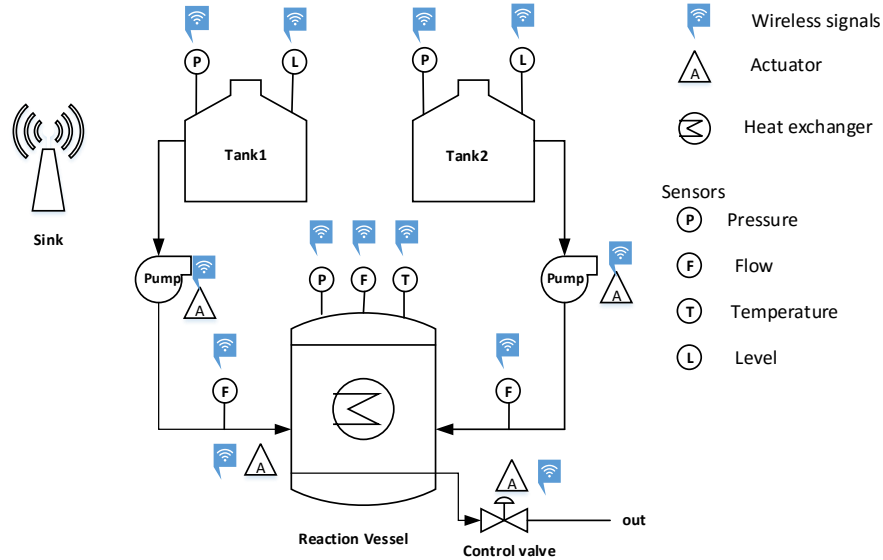 Wireless signals
P
L
P
L
A
Actuator
Heat exchanger
Tank1
Tank2
Sink
Sensors
P
Pressure
Pump
A
P
F
T
Pump
A
F
Flow
T
Temperature
F
F
L
Level
A
A
Reaction Vessel
Control valve
out